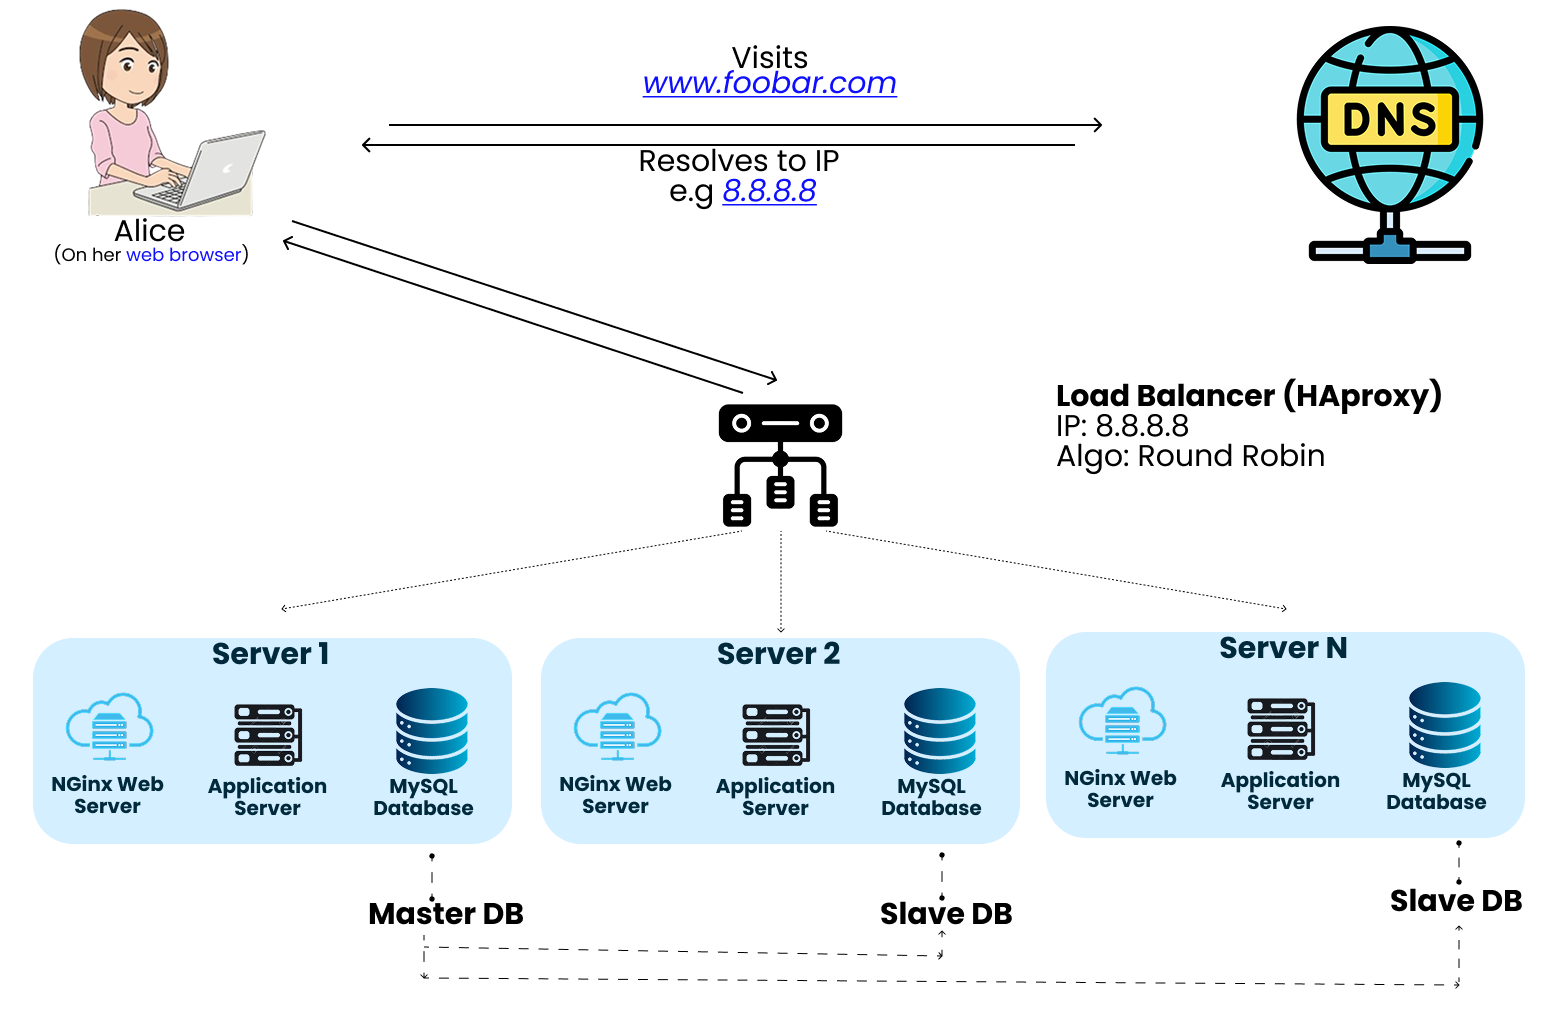 Visits
www.foobar.com
DNS
Resolves to IP
e.g 8.8.8.8
Alice
(On her web browser)
Load Balancer (HAproxy)
IP: 8.8.8.8
Algo: Round Robin
Server 1
NGinx Web
Server
Application
Server
MySQL
Database
Server 2
NGinx Web
Server
Application
Server
MySQL
Database
Server N
NGinx Web
Server
Application
Server
MySQL
Database
Master DB
Slave DB
Slave DB